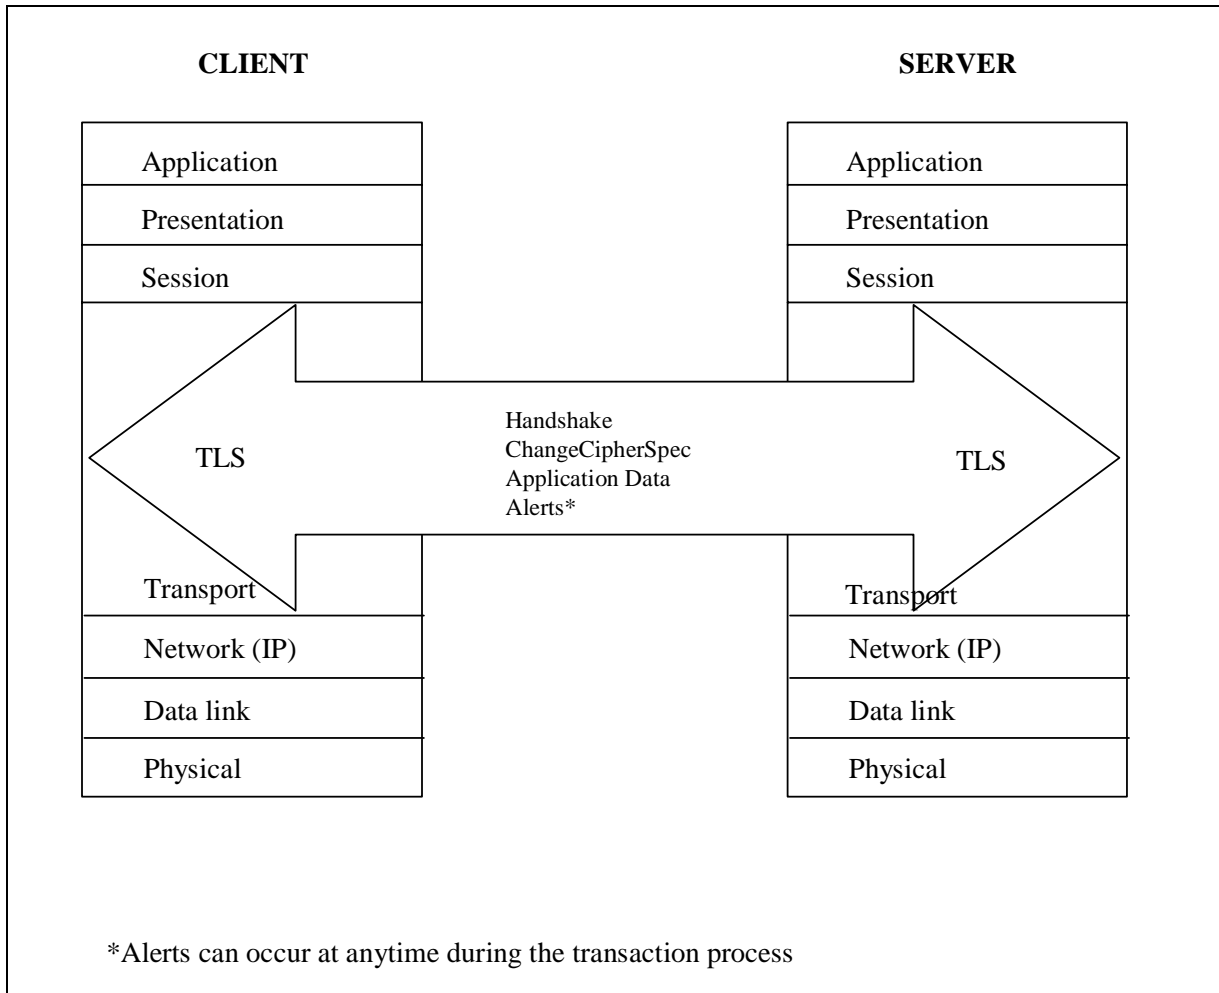 CLIENT
SERVER
Application
Presentation
Session
TLS
Transport
Network (IP)
Data link
Physical
Handshake
ChangeCipherSpec
Application Data
Alerts*
Application
Presentation
Session
TLS
Transport
Network (IP)
Data link
Physical
*Alerts can occur at anytime during the transaction process